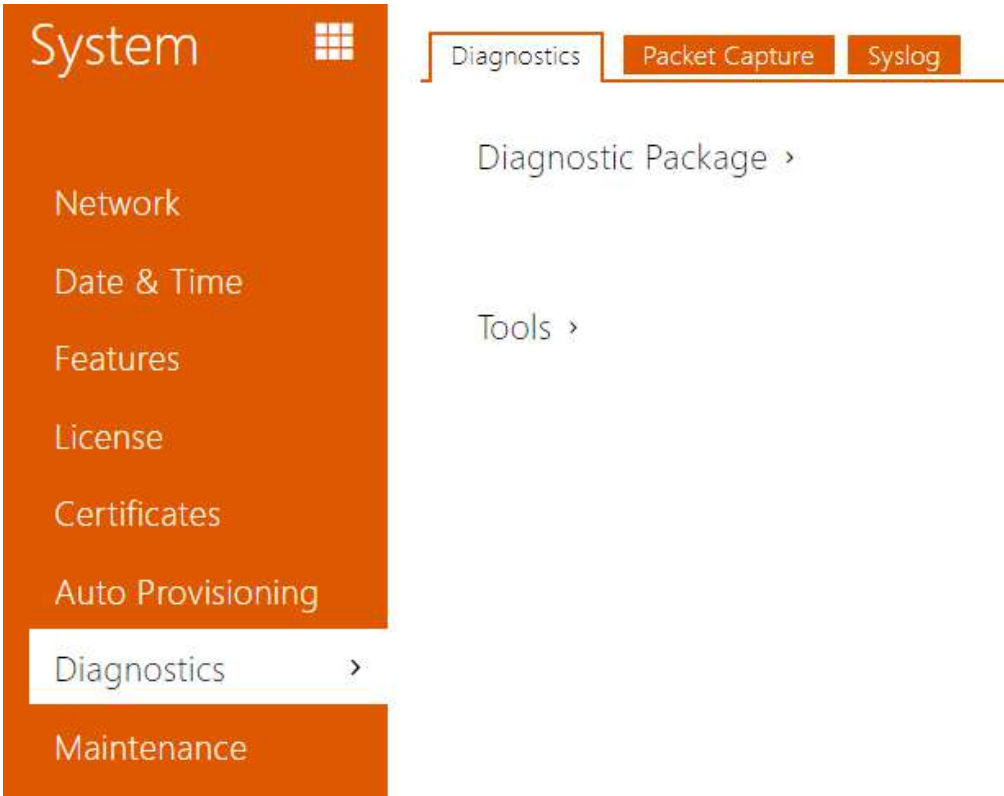 System
Network
Date & Time
Features
License
Certificates
Auto Provisioning
Diagnostics >
Maintenance
Diagnostics
Packet Capture
Syslog
Diagnostic Package >
Tools >